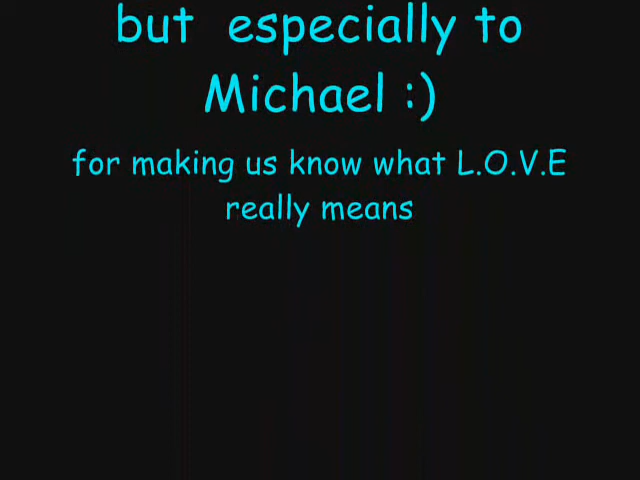 but  especially to
Michael :)
for making us know what L.O.V.E
really means